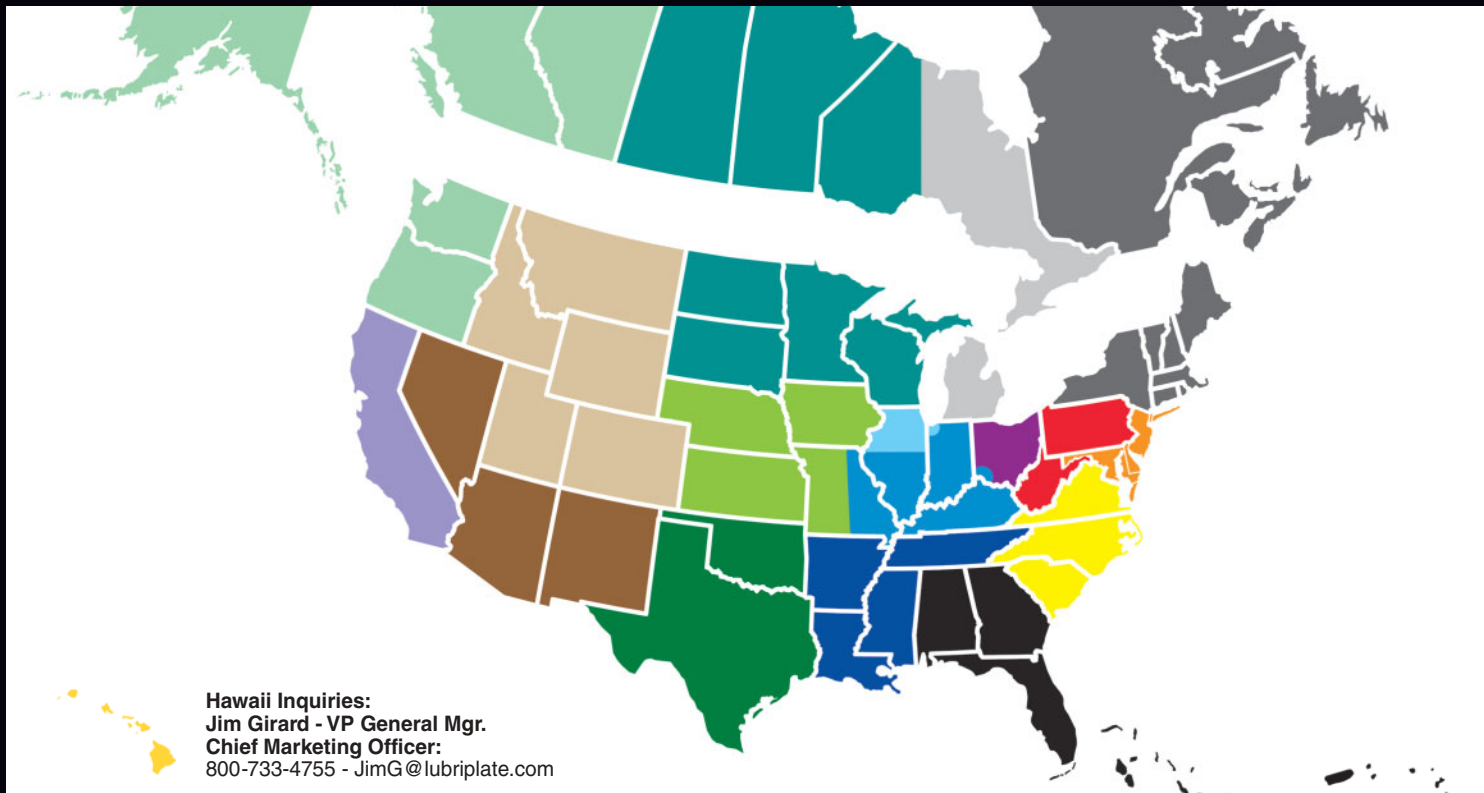 Hawaii Inquiries:
Jim Girard - VP General Mgr.
Chief Marketing Officer:
800-733-4755 - JimG@lubriplate.com